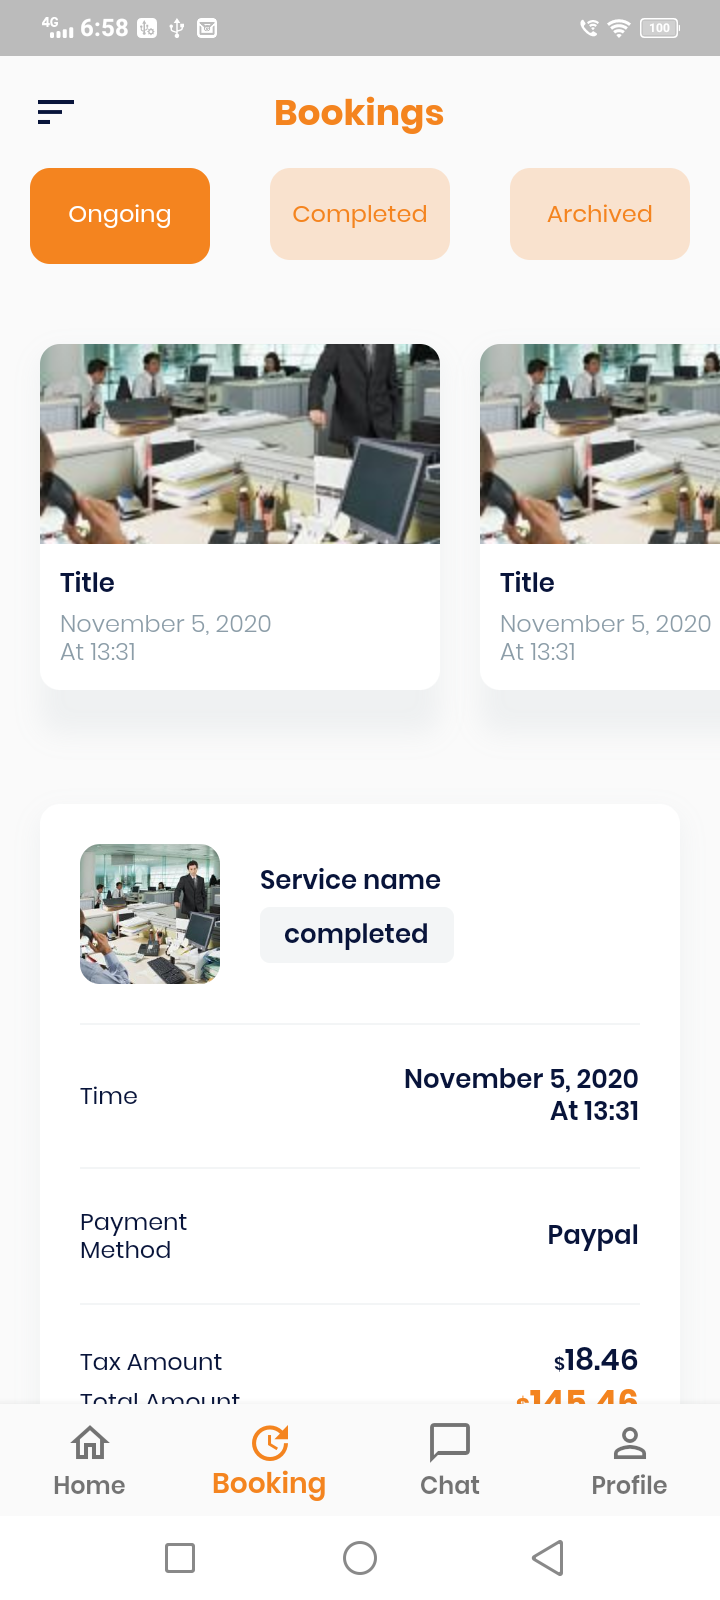 4G 6:58 100
Bookings
Ongoing Completed Archived
Title
November 5, 2020
At 13:31
Title
November 5, 2020
At 13:31
Service name
completed
Time
November 5, 2020
At 13:31
Payment
Method
Paypal
Tax Amount $18.46
Total Amount $145.46
Home Booking Chat Profile